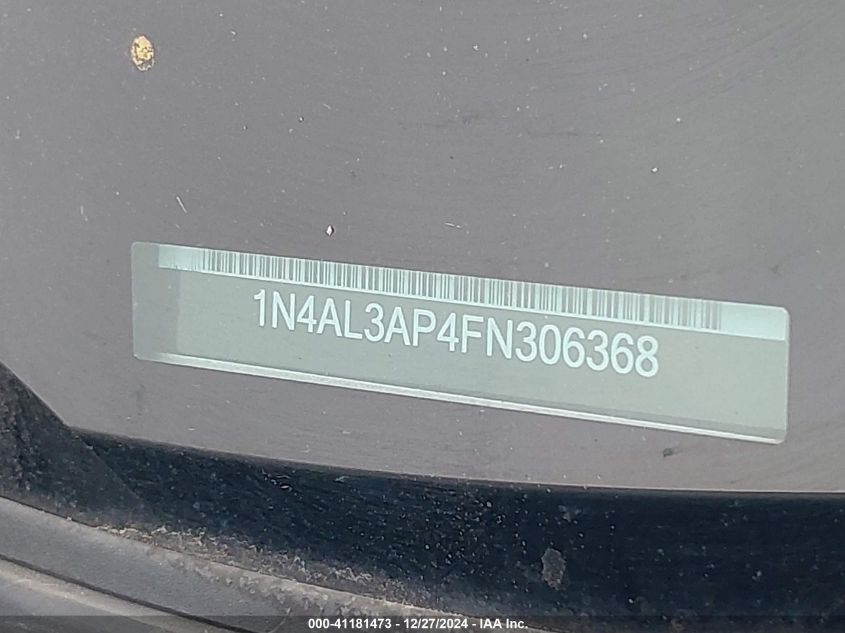 1N4AL3AP4FN306368
000-41181473 - 12/27/2024 - IAA Inc.